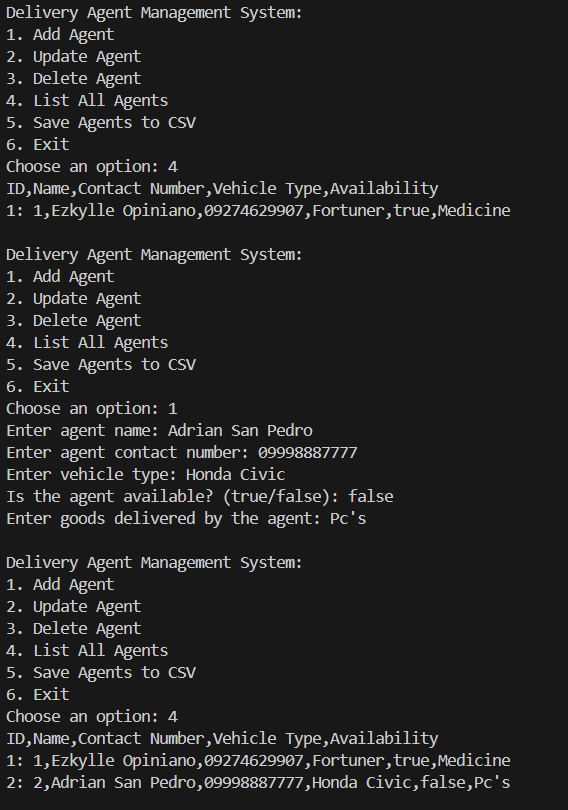 Delivery Agent Management System:
1. Add Agent
2. Update Agent
3. Delete Agent
4. List All Agents
5. Save Agents to CSV
6. Exit
Choose an option: 4
ID,Name,Contact Number,Vehicle Type,Availability
1: 1,Ezkylle Opiniano,09274629907,Fortuner,true,Medicine
Delivery Agent Management System:
1. Add Agent
2. Update Agent
3. Delete Agent
4. List All Agents
5. Save Agents to CSV
6. Exit
Choose an option: 1
Enter agent name: Adrian San Pedro
Enter agent contact number: 09998887777
Enter vehicle type: Honda Civic
Is the agent available? (true/false): false
Enter goods delivered by the agent: Pc's
Delivery Agent Management System:
1. Add Agent
2. Update Agent
3. Delete Agent
4. List All Agents
5. Save Agents to CSV
6. Exit
Choose an option: 4
ID,Name,Contact Number,Vehicle Type,Availability
1: 1,Ezkylle Opiniano,09274629907,Fortuner,true,Medicine
2: 2,Adrian San Pedro,09998887777,Honda Civic,false,Pc's